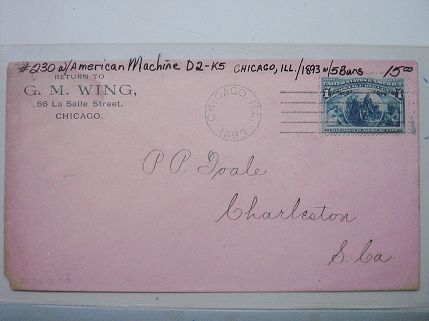 #230 w/American Machine D2-K5 CHICAGO, ILL./1893 w/5 Bars 15.00
RETURN TO
G. M. WING,
86 La Salle Street,
CHICAGO.
CHICAGO, ILL.
1893
P.P. Toale
Charleston
S. Ca.